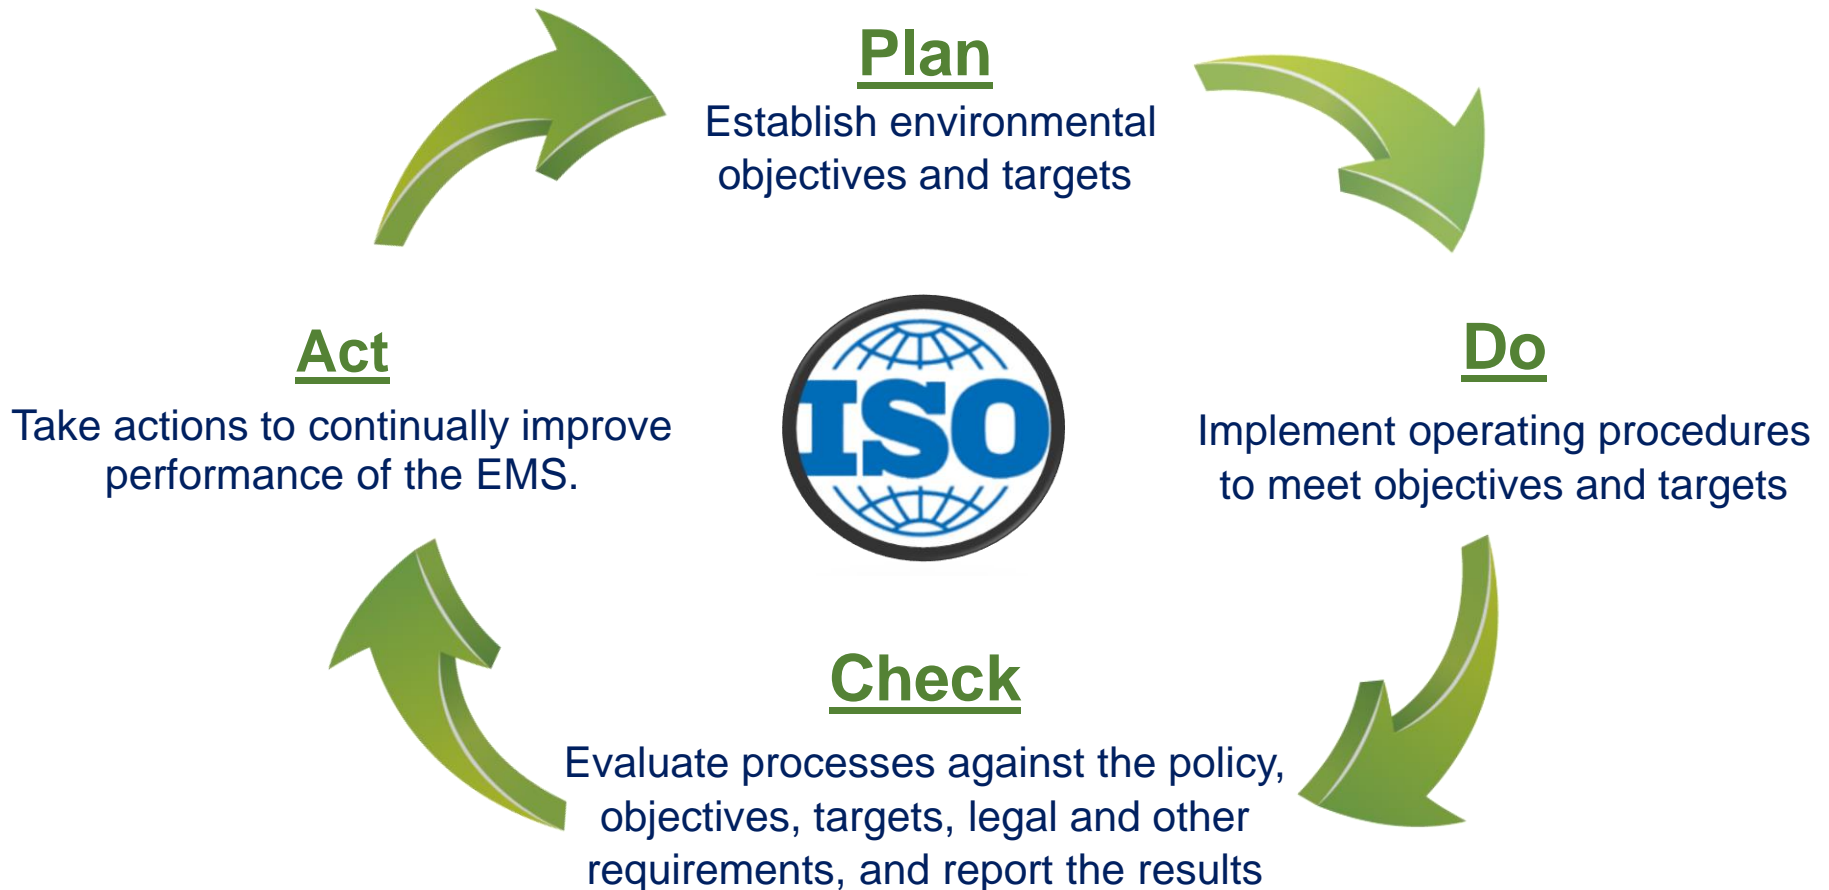 Plan
Establish environmental
objectives and targets
Do
Implement operating procedures
to meet objectives and targets
Check
Evaluate processes against the policy,
objectives, targets, legal and other
requirements, and report the results
Act
Take actions to continually improve
performance of the EMS.
ISO